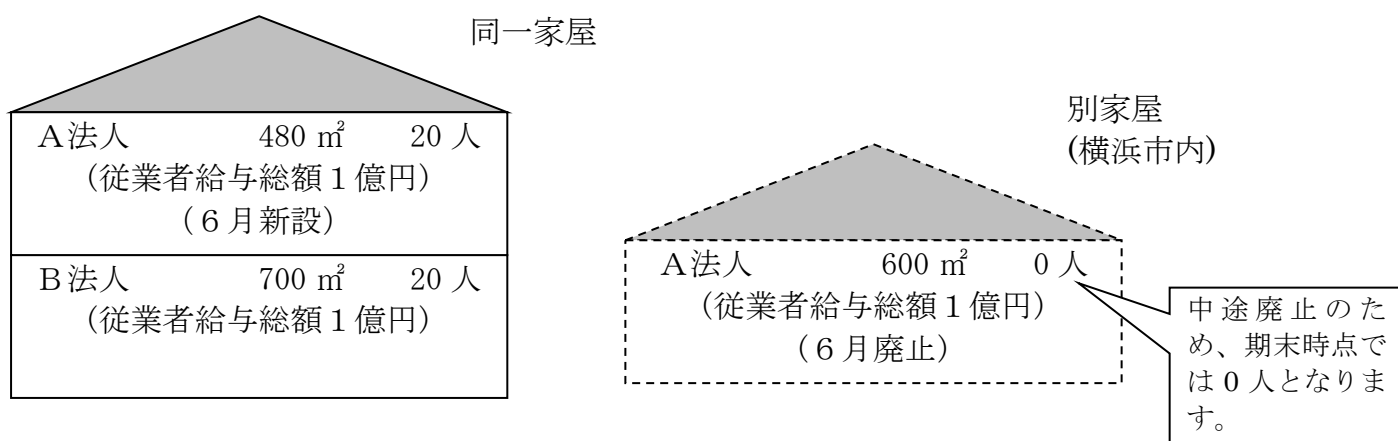 同一家屋
A法人 480 ㎡ 20 人
（従業者給与総額１億円）
（６月新設）
B法人 700 ㎡ 20 人
（従業者給与総額１億円）
別家屋
(横浜市内)
A法人 600 ㎡ 0 人
（従業者給与総額１億円）
（６月廃止）
中途廃止のた
め、期末時点で
は 0 人となりま
す。